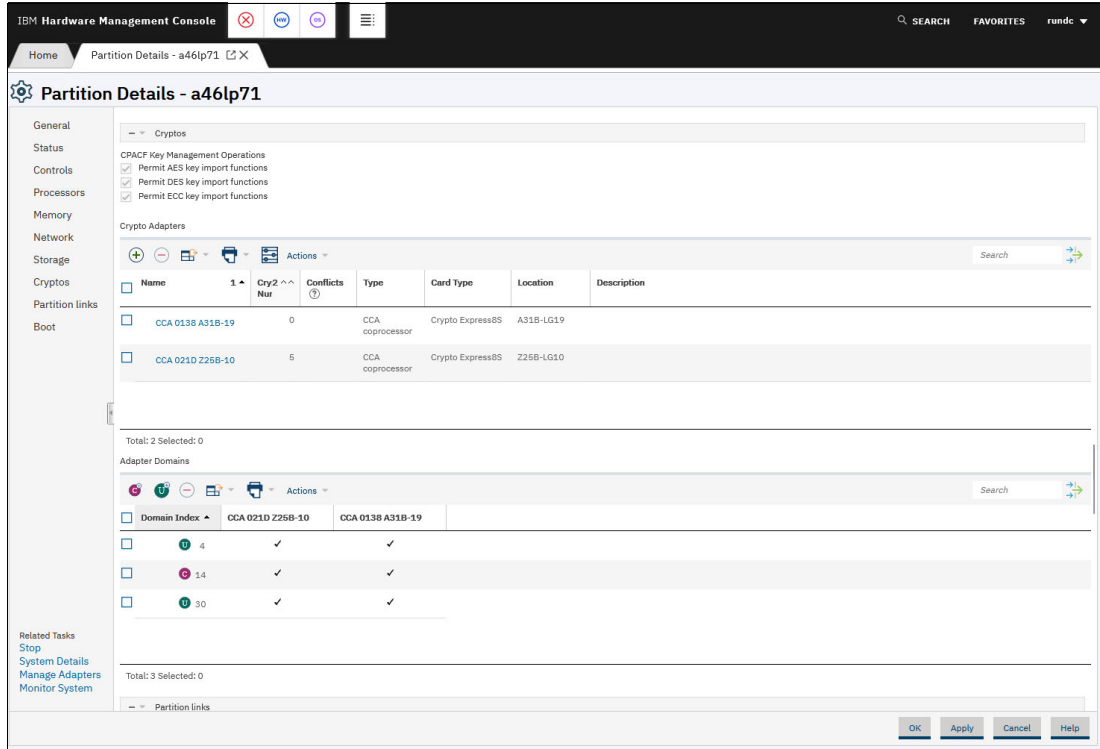 IBM Hardware Management Console HW OS SEARCH FAVORITES rundc
Home Partition Details - a46lp71
Partition Details - a46lp71
General
Status
Controls
Processors
Memory
Network
Storage
Cryptos
Partition links
Boot
Cryptos
CPACF Key Management Operations
Permit AES key import functions
Permit DES key import functions
Permit ECC key import functions
Crypto Adapters
Actions Search
Name 1 Cry2 ^^ Conflicts Type Card Type Location Description
Nur ?
CCA 0138 A31B-19 0 CCA Crypto Express8S A31B-LG19
coprocessor
CCA 021D Z25B-10 5 CCA Crypto Express8S Z25B-LG10
coprocessor
Total: 2 Selected: 0
Adapter Domains
C U Actions Search
Domain Index CCA 021D Z25B-10 CCA 0138 A31B-19
U 4 ✓ ✓
C 14 ✓ ✓
U 30 ✓ ✓
Total: 3 Selected: 0
Partition links
Related Tasks
Stop
System Details
Manage Adapters
Monitor System
OK Apply Cancel Help